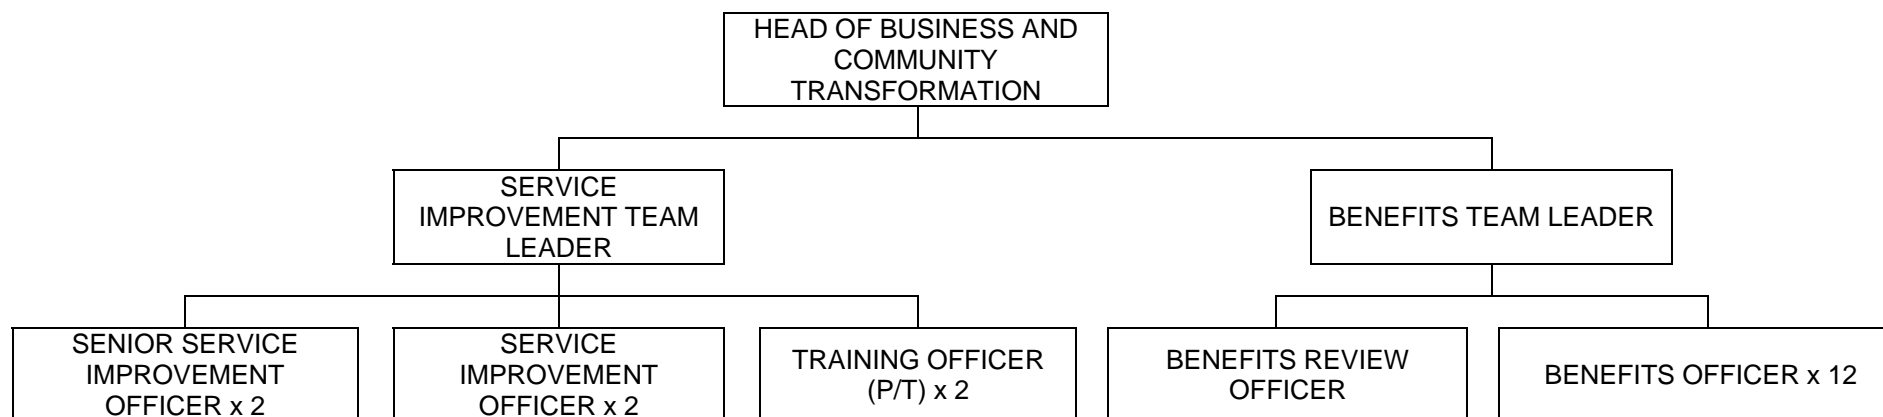 HEAD OF BUSINESS AND
COMMUNITY
TRANSFORMATION
SERVICE
IMPROVEMENT TEAM
LEADER
BENEFITS TEAM LEADER
SENIOR SERVICE
IMPROVEMENT
OFFICER x 2
SERVICE
IMPROVEMENT
OFFICER x 2
TRAINING OFFICER
(P/T) x 2
BENEFITS REVIEW
OFFICER
BENEFITS OFFICER x 12